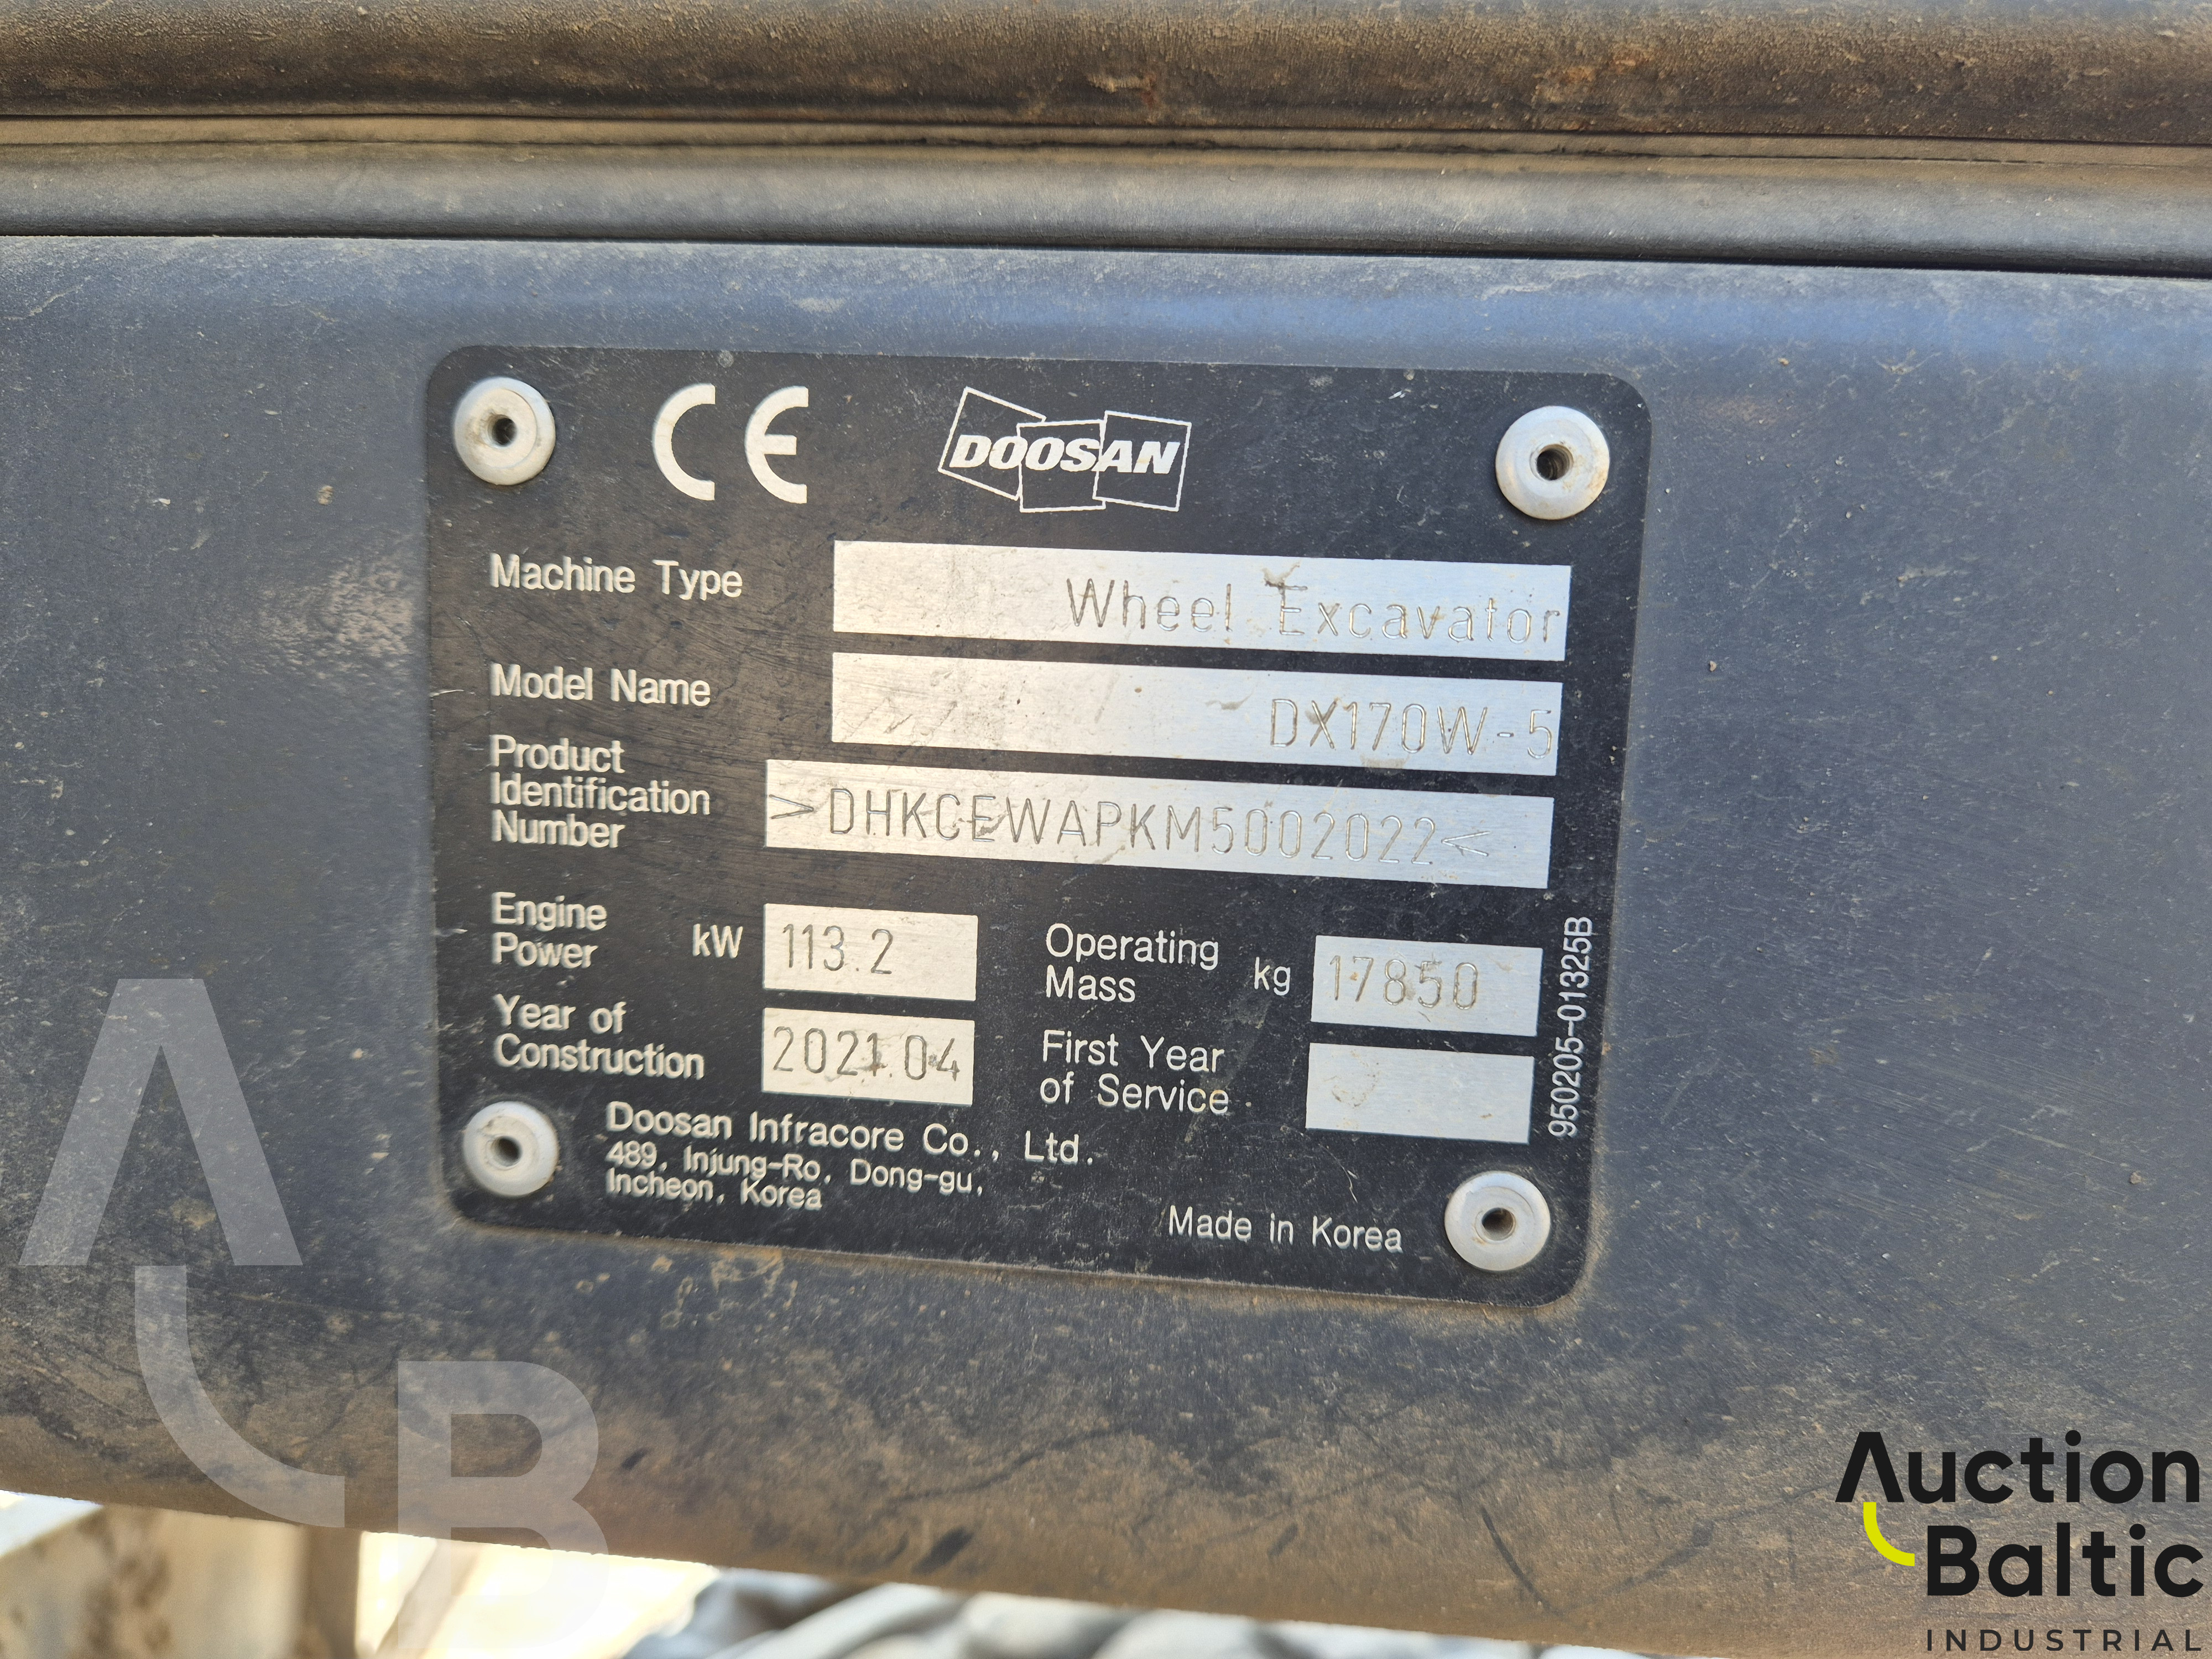 CE
DOOSAN
Machine Type Wheel Excavator
Model Name DX170W-5
Product
Identification
Number
>DHKCEWAPKM5002022<
Engine
Power kW 113.2
Operating
Mass kg 17850
Year of
Construction 2021.04
First Year
of Service
950205-01325B
Doosan Infracore Co., Ltd.
489, Injung-Ro, Dong-gu,
Incheon, Korea
Made in Korea
AB
Auction
Baltic
INDUSTRIAL